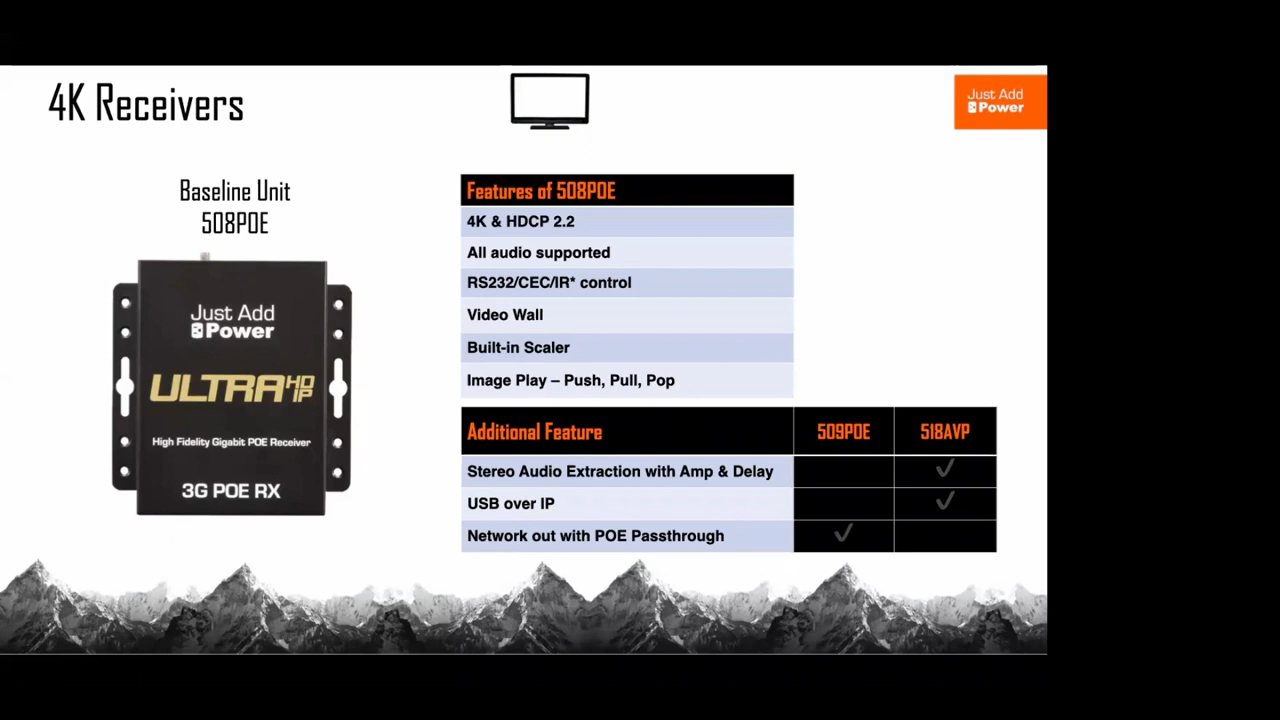 4K Receivers
Just Add
Power
Baseline Unit
508POE
Just Add
Power
ULTRA HD IP
High Fidelity Gigabit POE Receiver
3G POE RX
Features of 508POE
4K & HDCP 2.2
All audio supported
RS232/CEC/IR* control
Video Wall
Built-in Scaler
Image Play – Push, Pull, Pop
Additional Feature 509POE 518AVP
Stereo Audio Extraction with Amp & Delay ✓
USB over IP ✓
Network out with POE Passthrough ✓